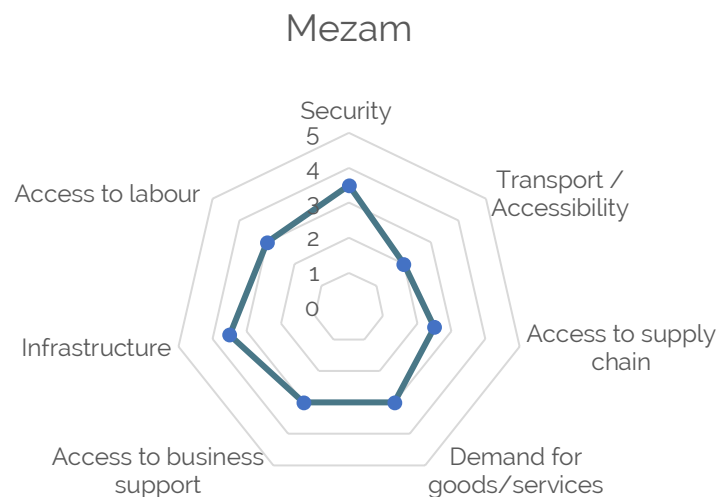 Mezam
Security
5
4
3
2
1
0
Transport /
Accessibility
Access to supply
chain
Demand for
goods/services
Access to business
support
Infrastructure
Access to labour